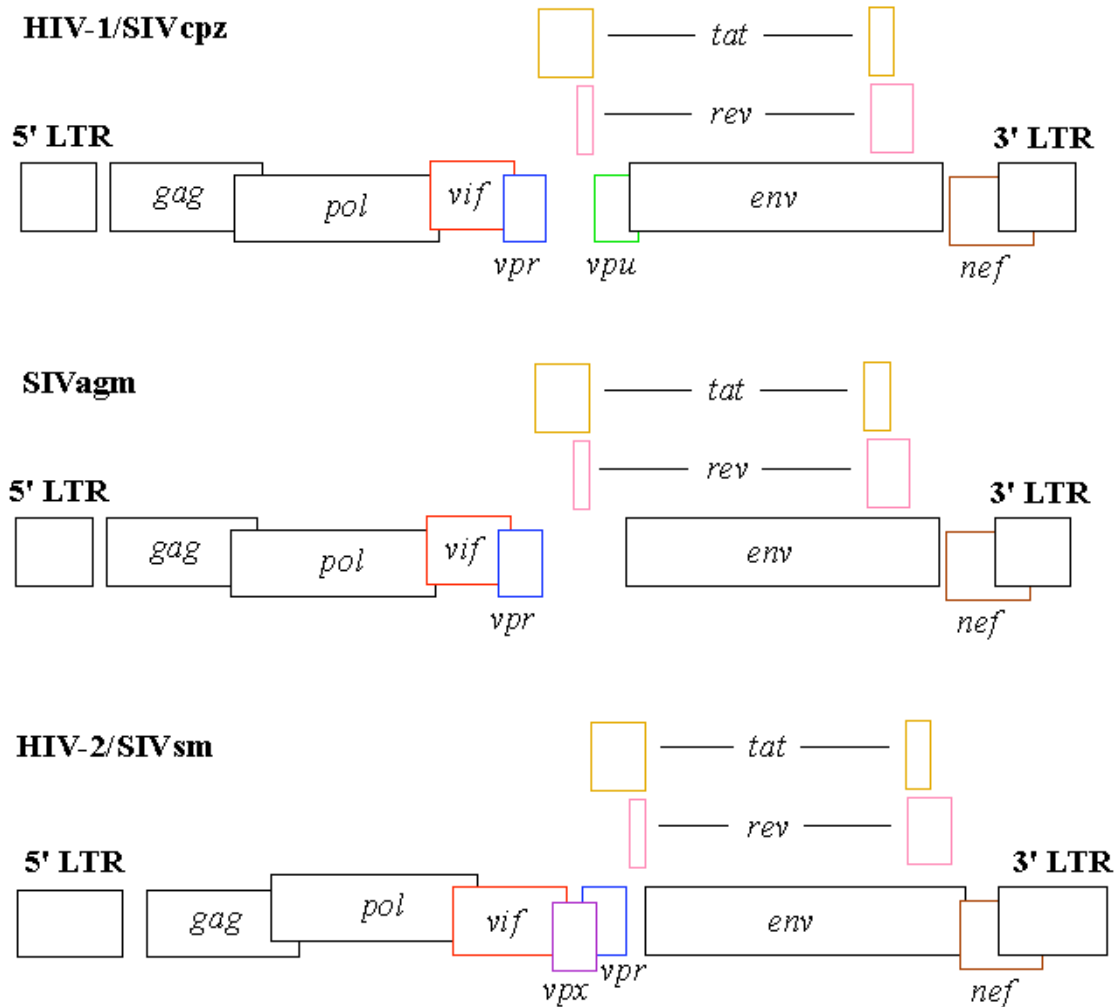 HIV-1/SIVcpz
tat
rev
5' LTR
3' LTR
gag
pol
vif
env
vpr
vpu
nef
SIVagm
tat
rev
5' LTR
3' LTR
gag
pol
vif
env
vpr
nef
HIV-2/SIVsm
tat
rev
5' LTR
3' LTR
gag
pol
vif
env
vpx
vpr
nef